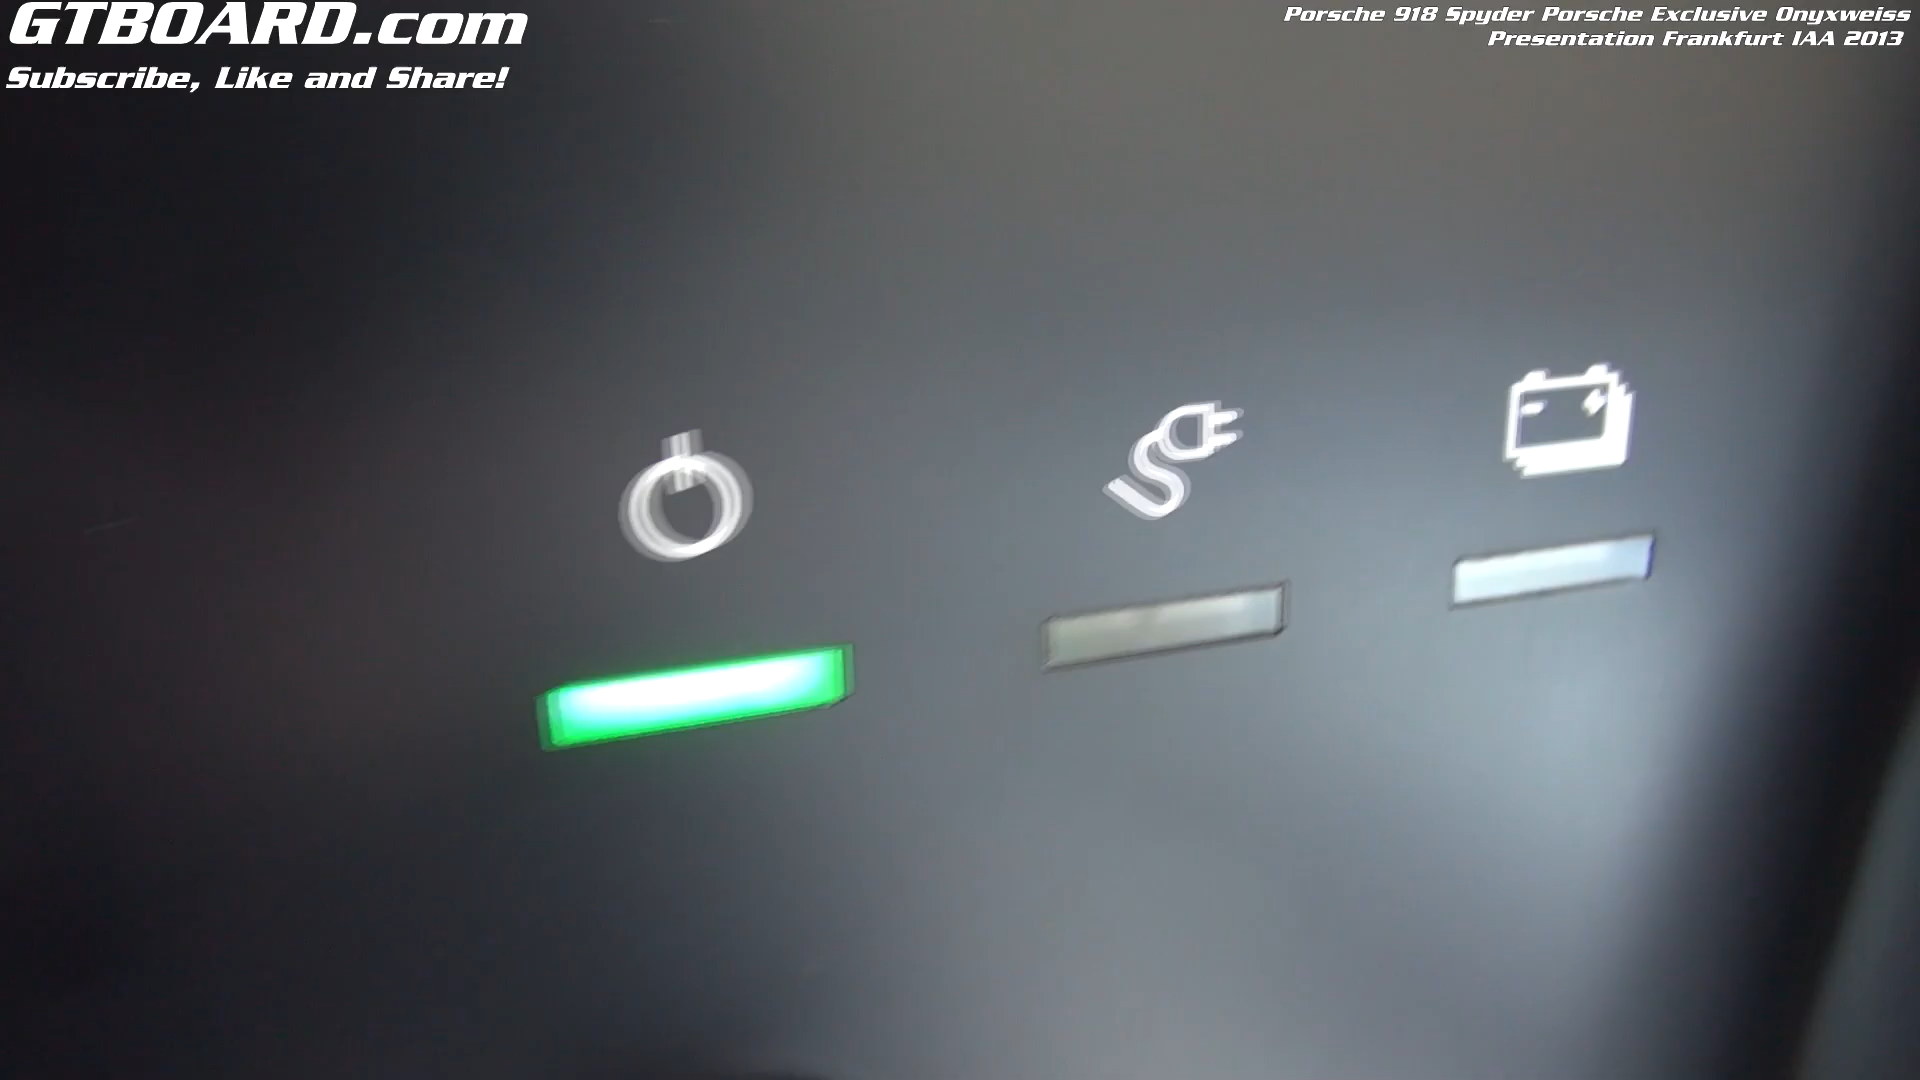 GTBOARD.com
Subscribe, Like and Share!
Porsche 918 Spyder Porsche Exclusive Onyxweiss
Presentation Frankfurt IAA 2013